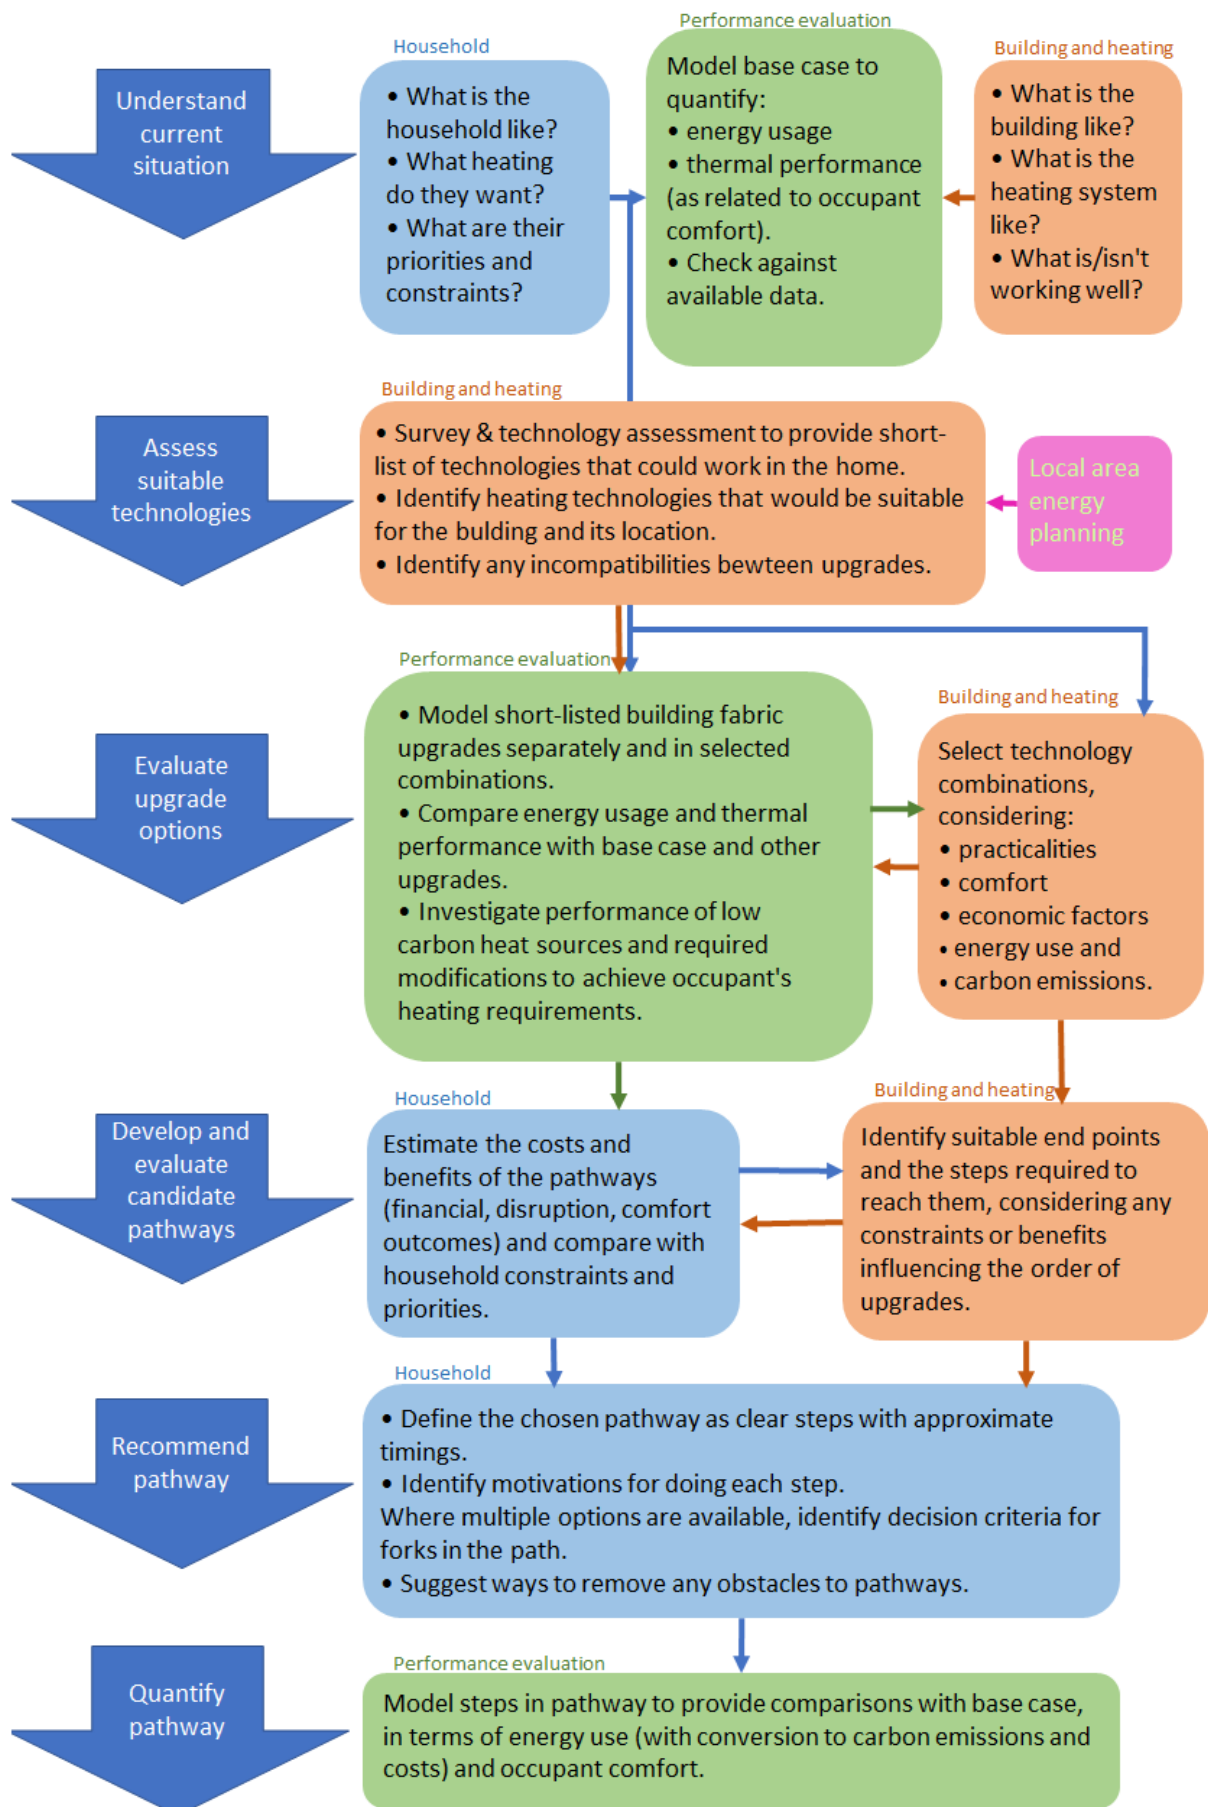 Understand
current
situation
Household
• What is the
household like?
• What heating
do they want?
• What are their
priorities and
constraints?
Performance evaluation
Model base case to
quantify:
• energy usage
• thermal performance
(as related to occupant
comfort).
• Check against
available data.
Building and heating
• What is the
building like?
• What is the
heating system
like?
• What is/isn't
working well?
Assess
suitable
technologies
Building and heating
• Survey & technology assessment to provide short-
list of technologies that could work in the home.
• Identify heating technologies that would be suitable
for the bulding and its location.
• Identify any incompatibilities bewteen upgrades.
Local area
energy
planning
Evaluate
upgrade
options
Performance evaluation
• Model short-listed building fabric
upgrades separately and in selected
combinations.
• Compare energy usage and thermal
performance with base case and other
upgrades.
• Investigate performance of low
carbon heat sources and required
modifications to achieve occupant's
heating requirements.
Building and heating
Select technology
combinations,
considering:
• practicalities
• comfort
• economic factors
• energy use and
• carbon emissions.
Develop and
evaluate
candidate
pathways
Household
Estimate the costs and
benefits of the pathways
(financial, disruption, comfort
outcomes) and compare with
household constraints and
priorities.
Building and heating
Identify suitable end points
and the steps required to
reach them, considering any
constraints or benefits
influencing the order of
upgrades.
Recommend
pathway
Household
• Define the chosen pathway as clear steps with approximate
timings.
• Identify motivations for doing each step.
Where multiple options are available, identify decision criteria for
forks in the path.
• Suggest ways to remove any obstacles to pathways.
Quantify
pathway
Performance evaluation
Model steps in pathway to provide comparisons with base case,
in terms of energy use (with conversion to carbon emissions and
costs) and occupant comfort.